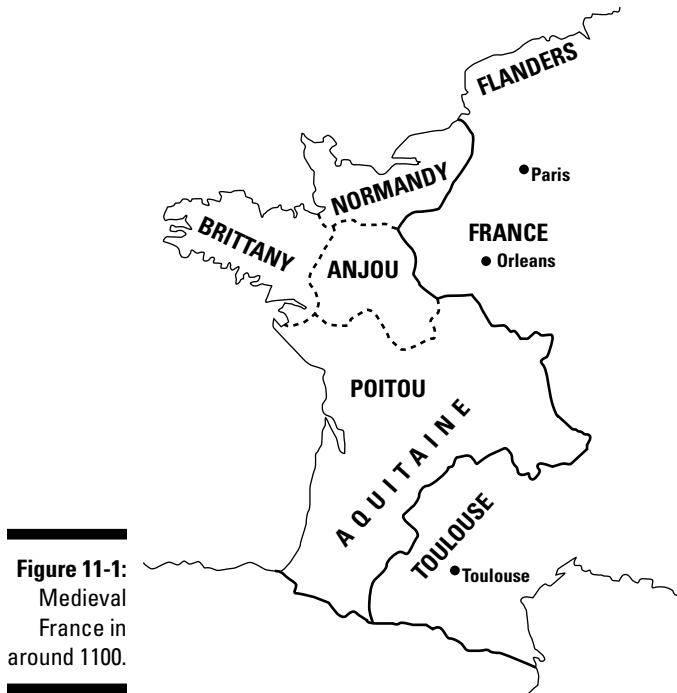 FLANDERS
Paris
NORMANDY
FRANCE
BRITTANY
Orleans
ANJOU
POITOU
AQUITAINE
TOULOUSE
Toulouse
Figure 11-1:
Medieval
France in
around 1100.